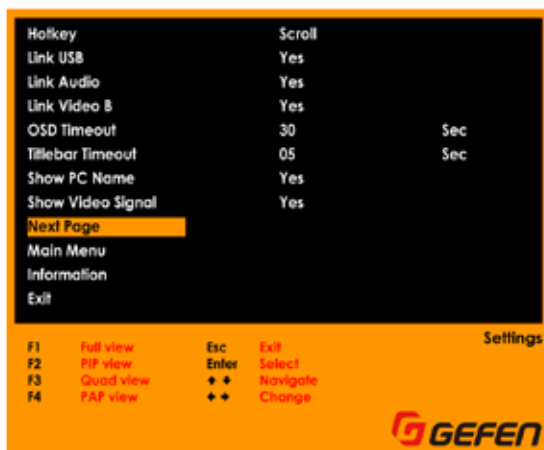 Hotkey Scroll
Link USB Yes
Link Audio Yes
Link Video B Yes
OSD Timeout 30 Sec
Titlebar Timeout 05 Sec
Show PC Name Yes
Show Video Signal Yes
Next Page
Main Menu
Information
Exit
Settings
F1 Full view Esc Exit
F2 PIP view Enter Select
F3 Quad view Navigate
F4 PAP view Change
GEFEN